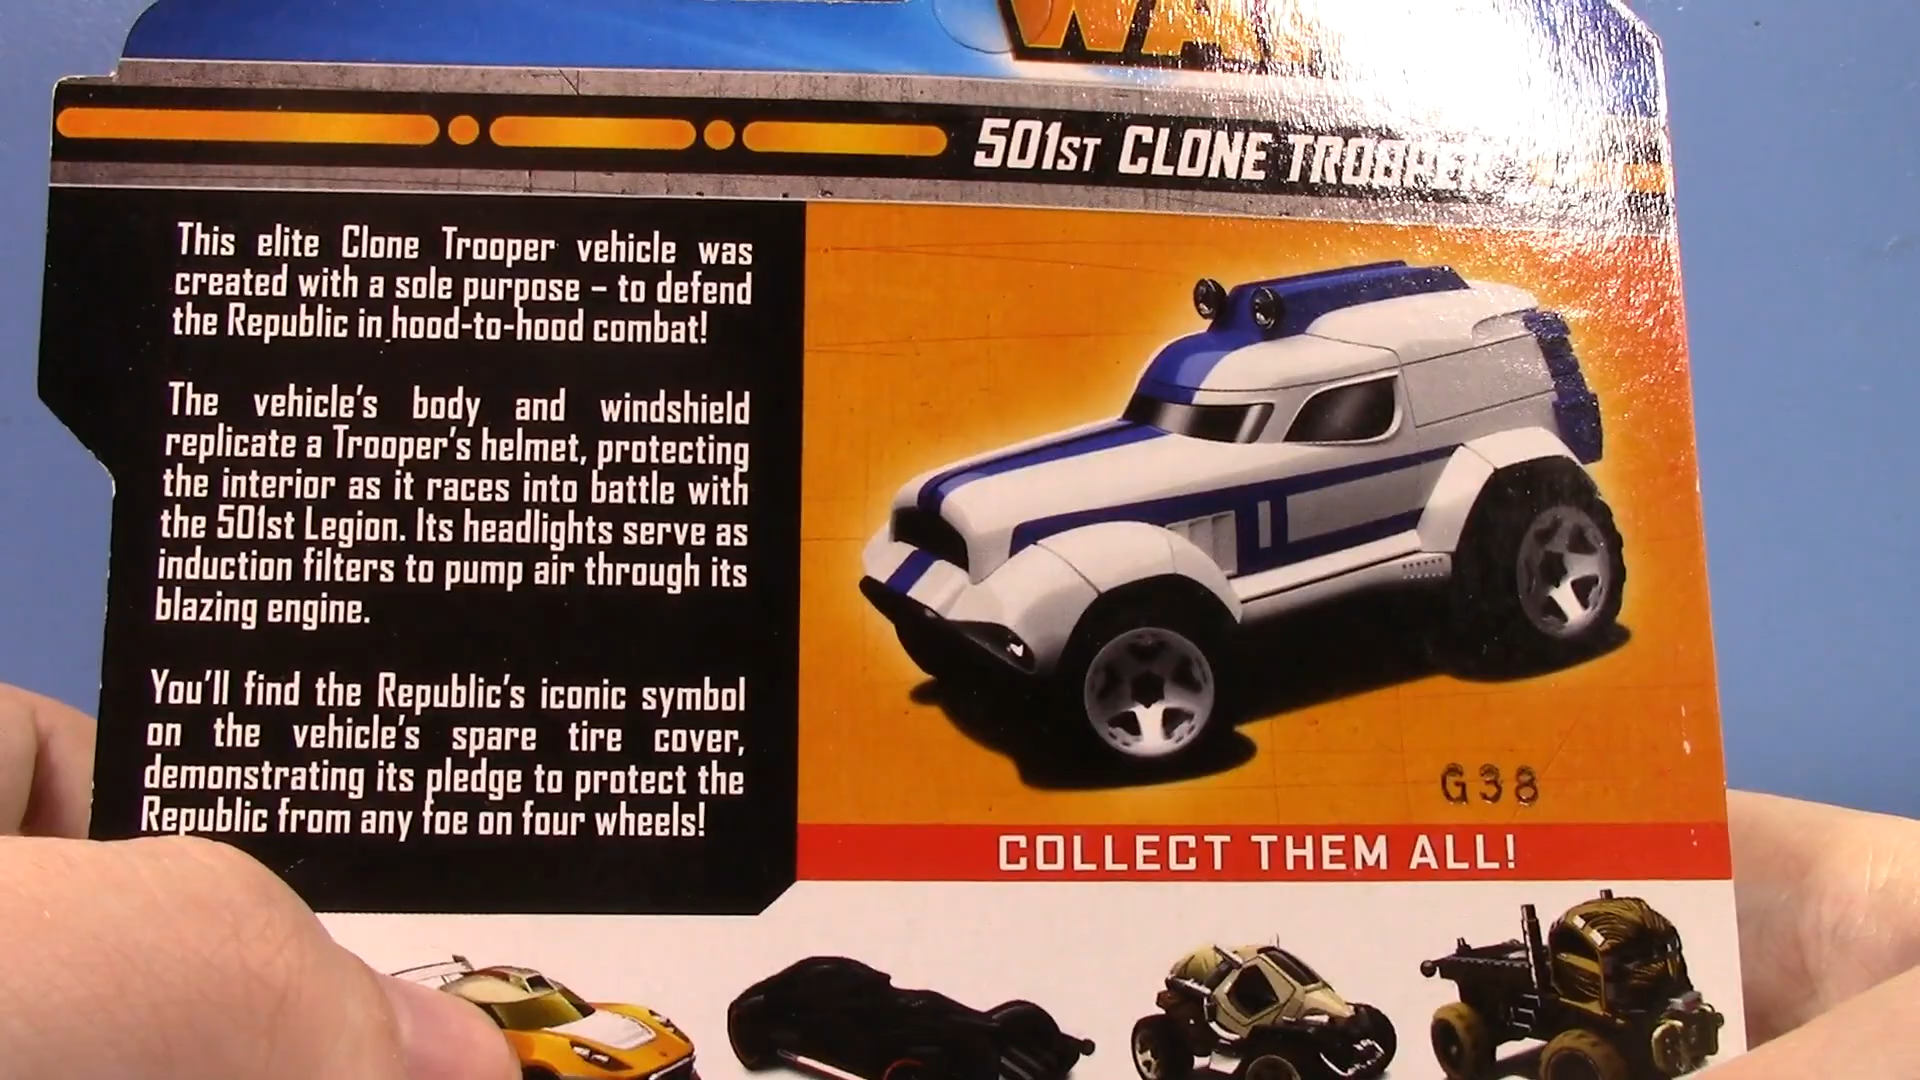 WA
501ST CLONE TROOPER
This elite Clone Trooper vehicle was
created with a sole purpose – to defend
the Republic in hood-to-hood combat!
The vehicle's body and windshield
replicate a Trooper's helmet, protecting
the interior as it races into battle with
the 501st Legion. Its headlights serve as
induction filters to pump air through its
blazing engine.
You'll find the Republic's iconic symbol
on the vehicle's spare tire cover,
demonstrating its pledge to protect the
Republic from any foe on four wheels!
G38
COLLECT THEM ALL!